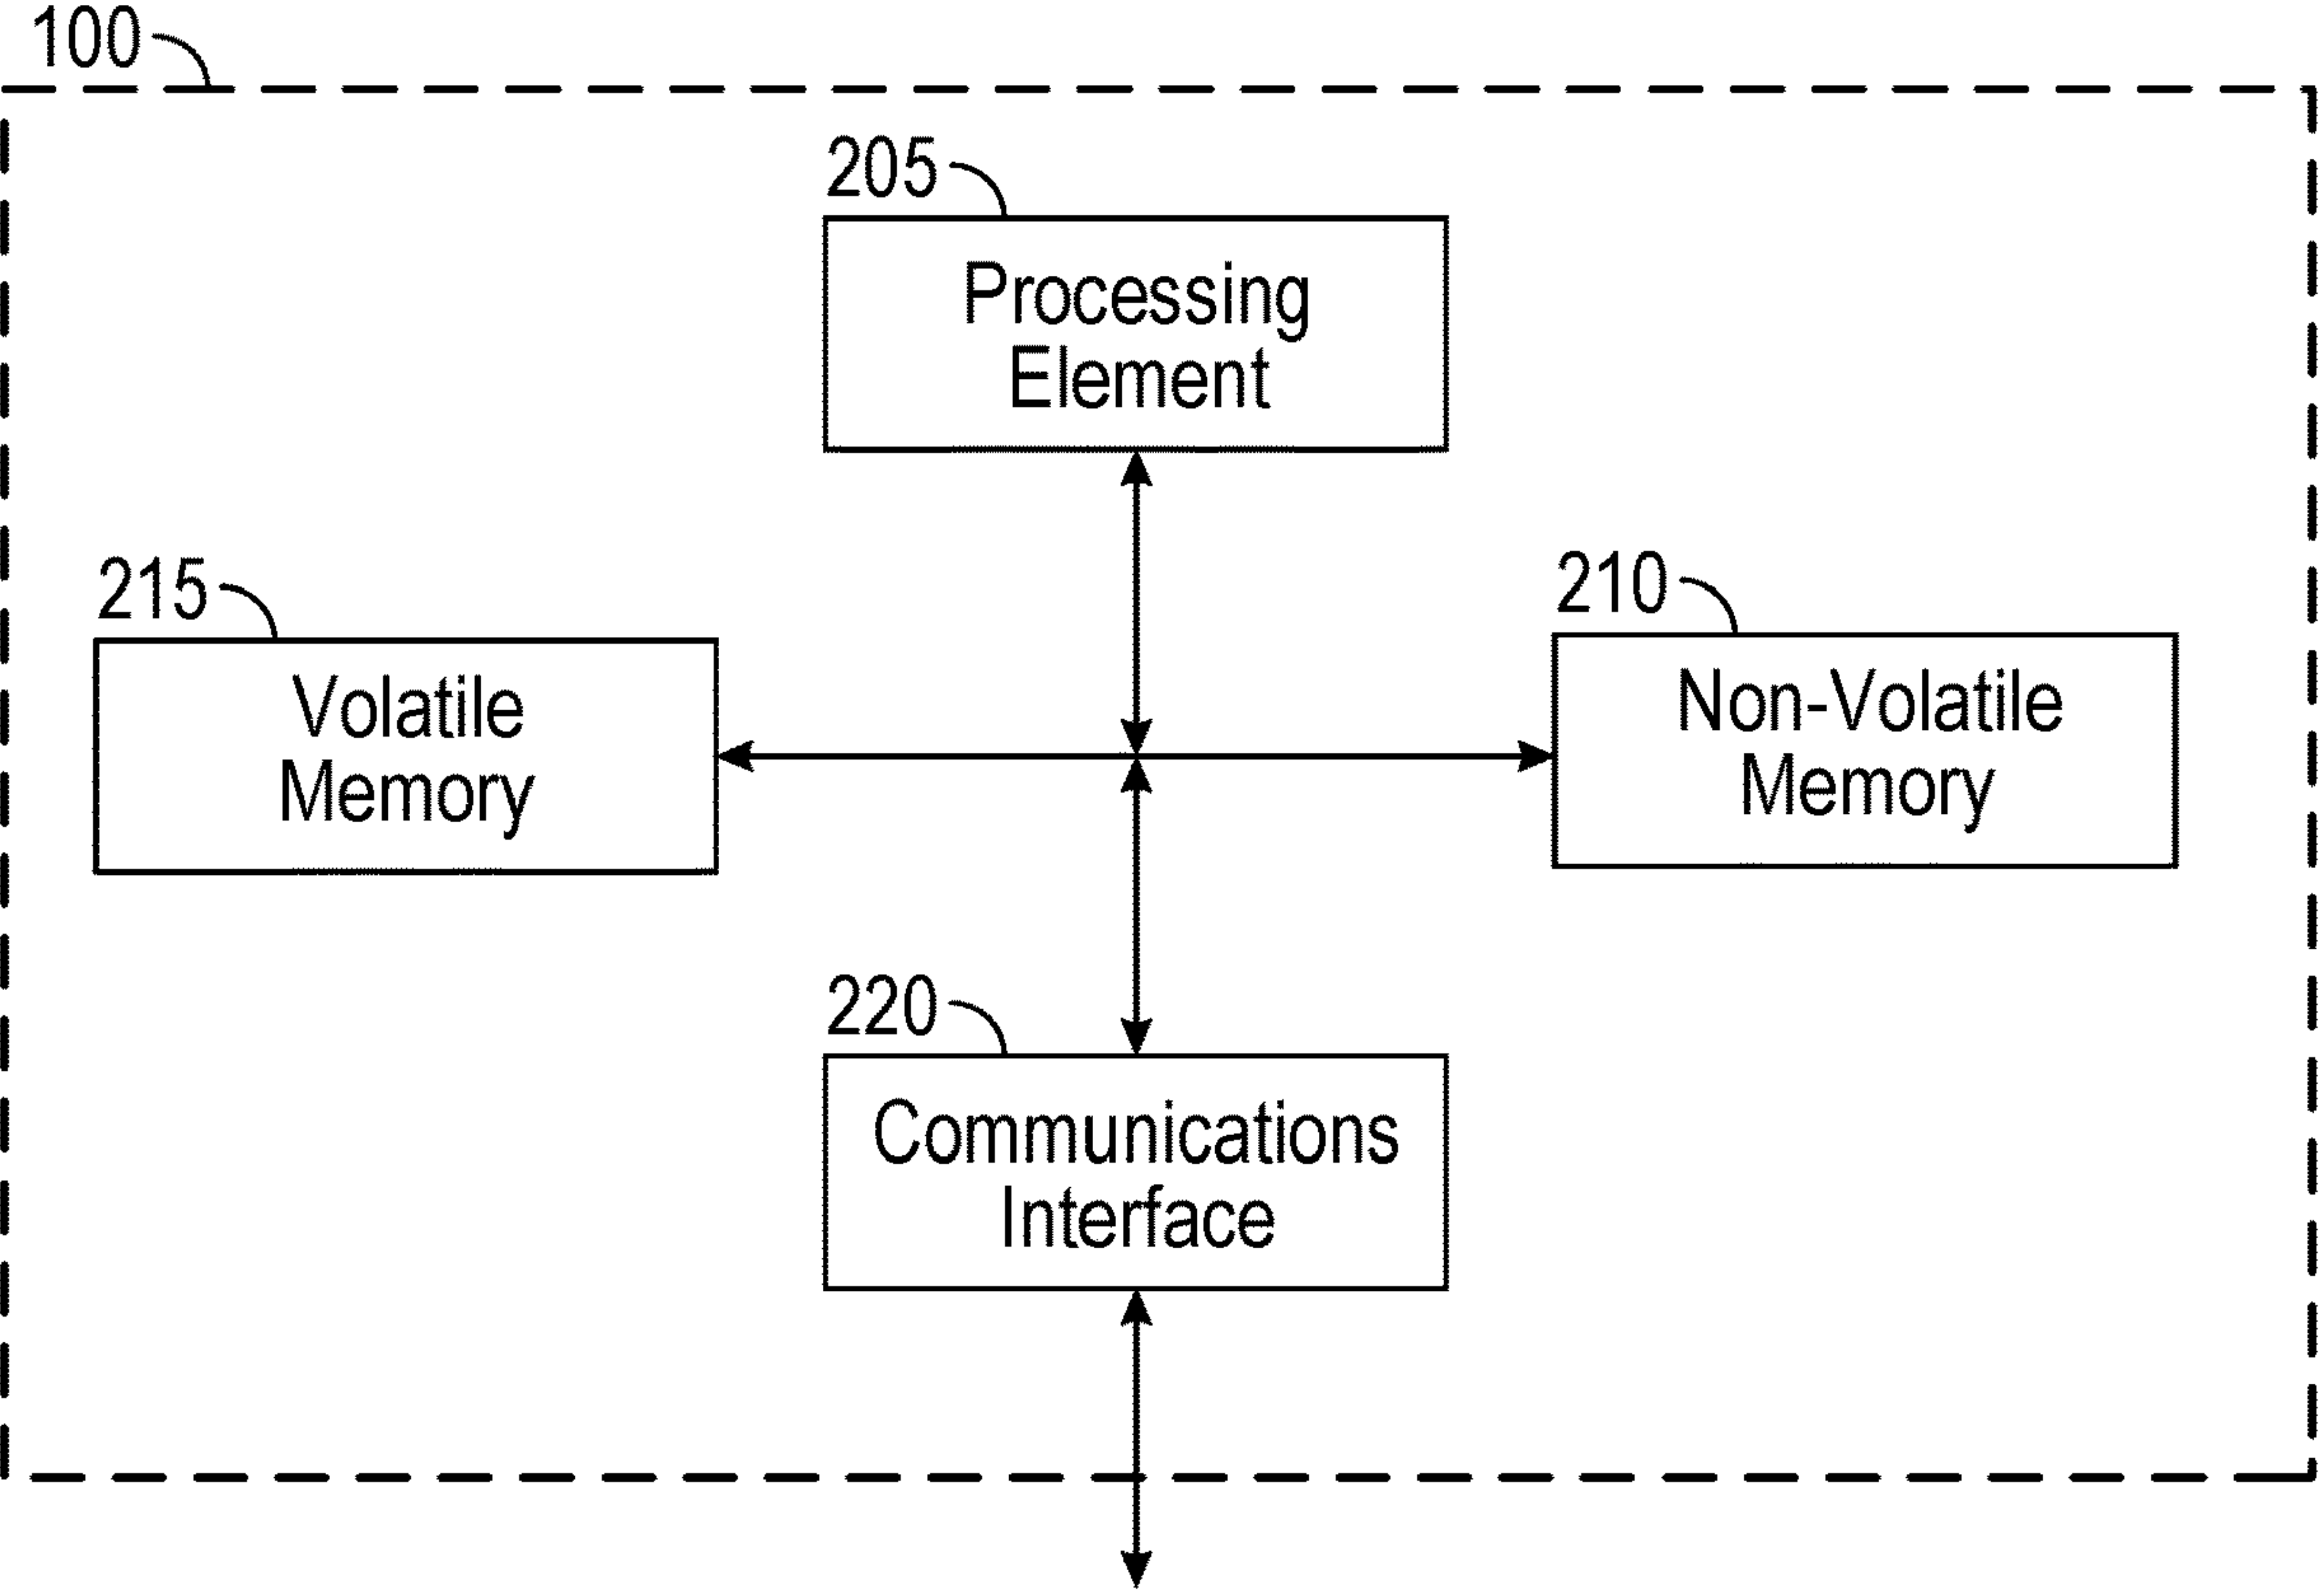 100
205
Processing
Element
215
Volatile
Memory
210
Non-Volatile
Memory
220
Communications
Interface